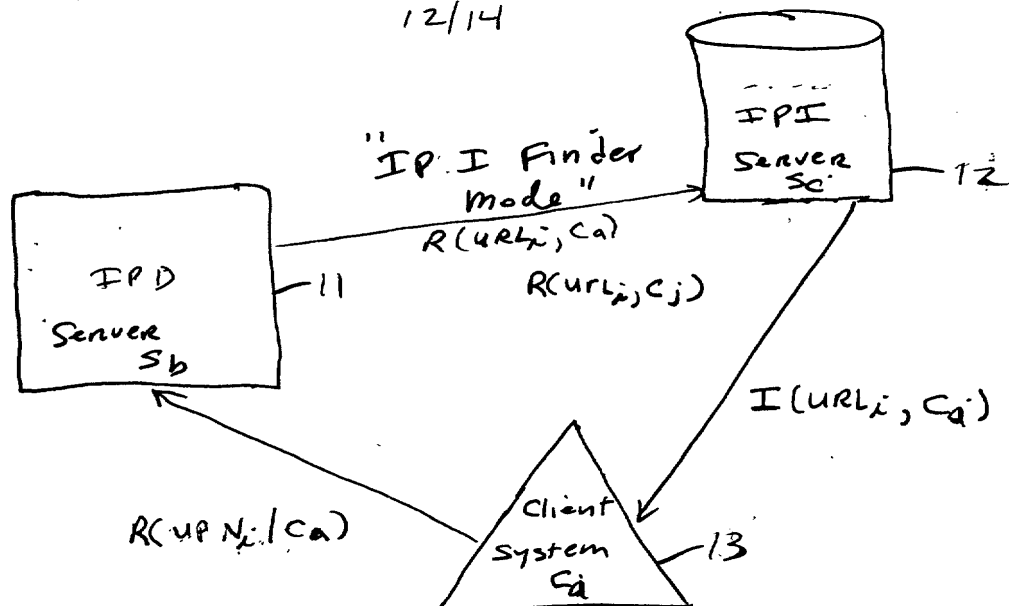 12/14
IPI
Server
Sc
12
"IP.I Finder
mode"
R(URLi, Ca)
R(URLi, Cj)
IPD
Server
Sb
11
I(URLi, Ca)
R(UPNi/Ca)
Client
System
Ca
13